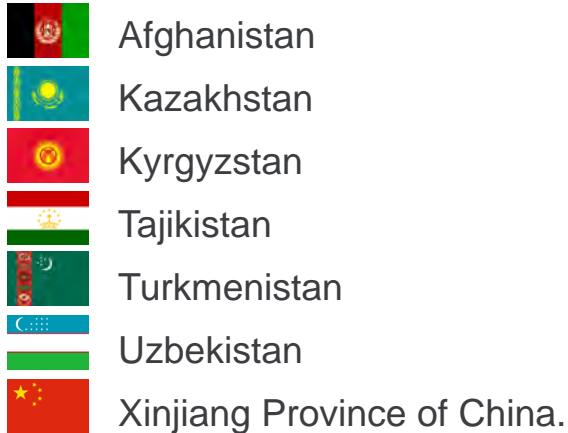 Afghanistan
Kazakhstan
Kyrgyzstan
Tajikistan
Turkmenistan
Uzbekistan
Xinjiang Province of China.